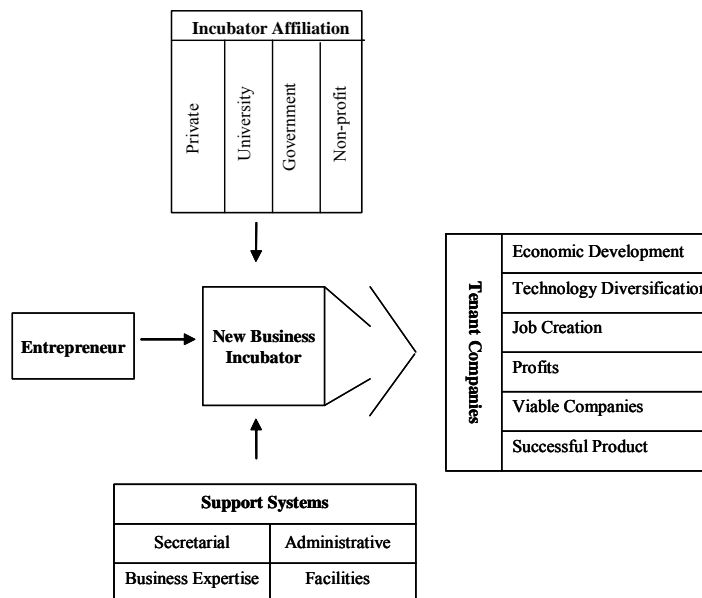 Incubator Affiliation
Private
University
Government
Non-profit
Entrepreneur
New Business
Incubator
Tenant Companies
Economic Development
Technology Diversification
Job Creation
Profits
Viable Companies
Successful Product
Support Systems
Secretarial
Administrative
Business Expertise
Facilities